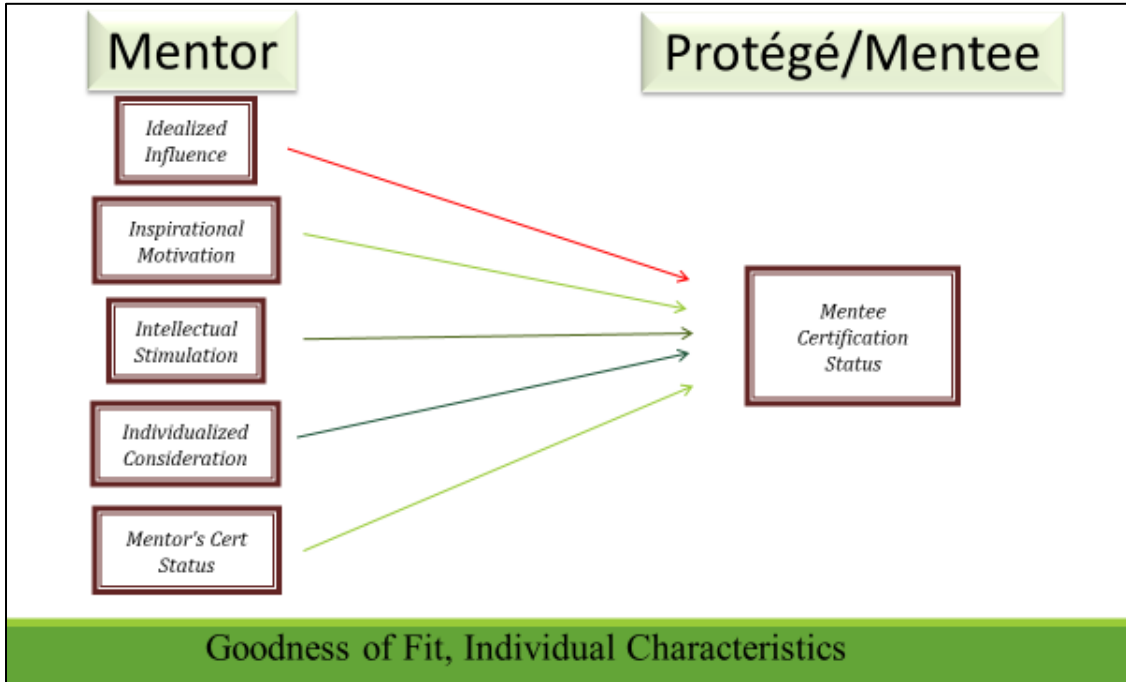 Mentor
Protégé/Mentee
Idealized
Influence
Inspirational
Motivation
Intellectual
Stimulation
Individualized
Consideration
Mentor's Cert
Status
Mentee
Certification
Status
Goodness of Fit, Individual Characteristics